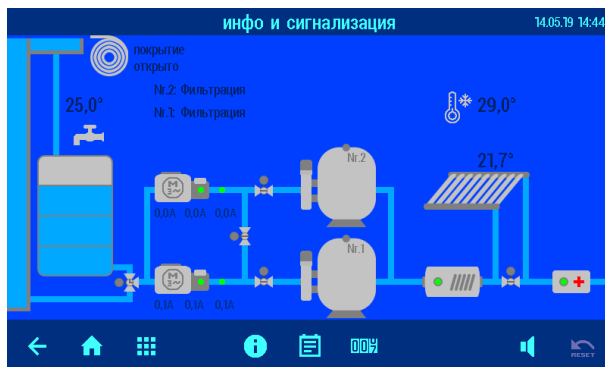 инфо и сигнализация
14.05.19 14:44
покрытие
открыто
25,0°
Nr.2: Фильтрация
Nr.1: Фильтрация
29,0°
Nr.2
21,7°
M
3~
0,0A 0,0A 0,0A
Nr.1
M
3~
0,1A 0,1A 0,1A
RESET